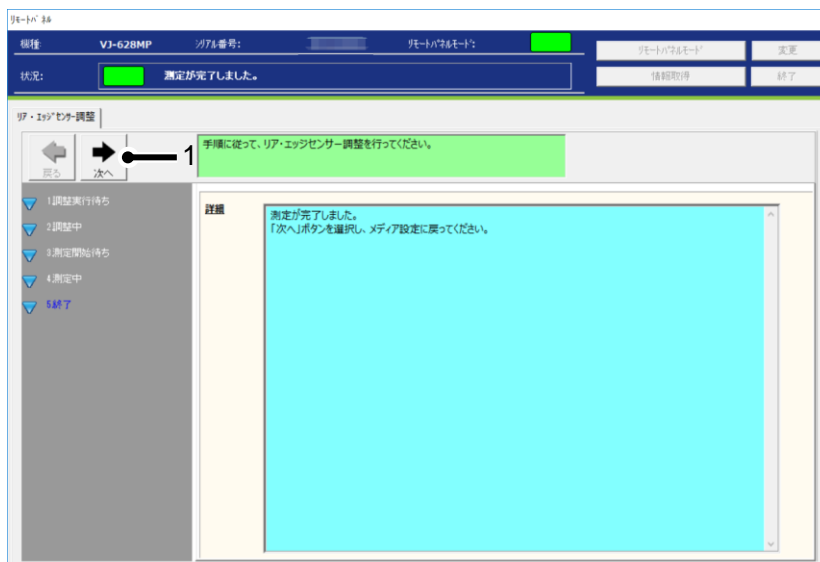 ﾘﾓｰﾄﾊﾟﾈﾙ
機種 VJ-628MP ｼﾘｱﾙ番号: ﾘﾓｰﾄﾊﾟﾈﾙﾓｰﾄﾞ:
ﾘﾓｰﾄﾊﾟﾈﾙﾓｰﾄﾞ 変更
状況: 測定が完了しました。
情報取得 終了
ﾘｱ・ｴｯｼﾞｾﾝｻｰ調整
戻る 次へ
1
手順に従って、リア・エッジセンサー調整を行ってください。
1.調整実行待ち
2.調整中
3.測定開始待ち
4.測定中
5.終了
詳細
測定が完了しました。
「次へ」ボタンを選択し、メディア設定に戻ってください。